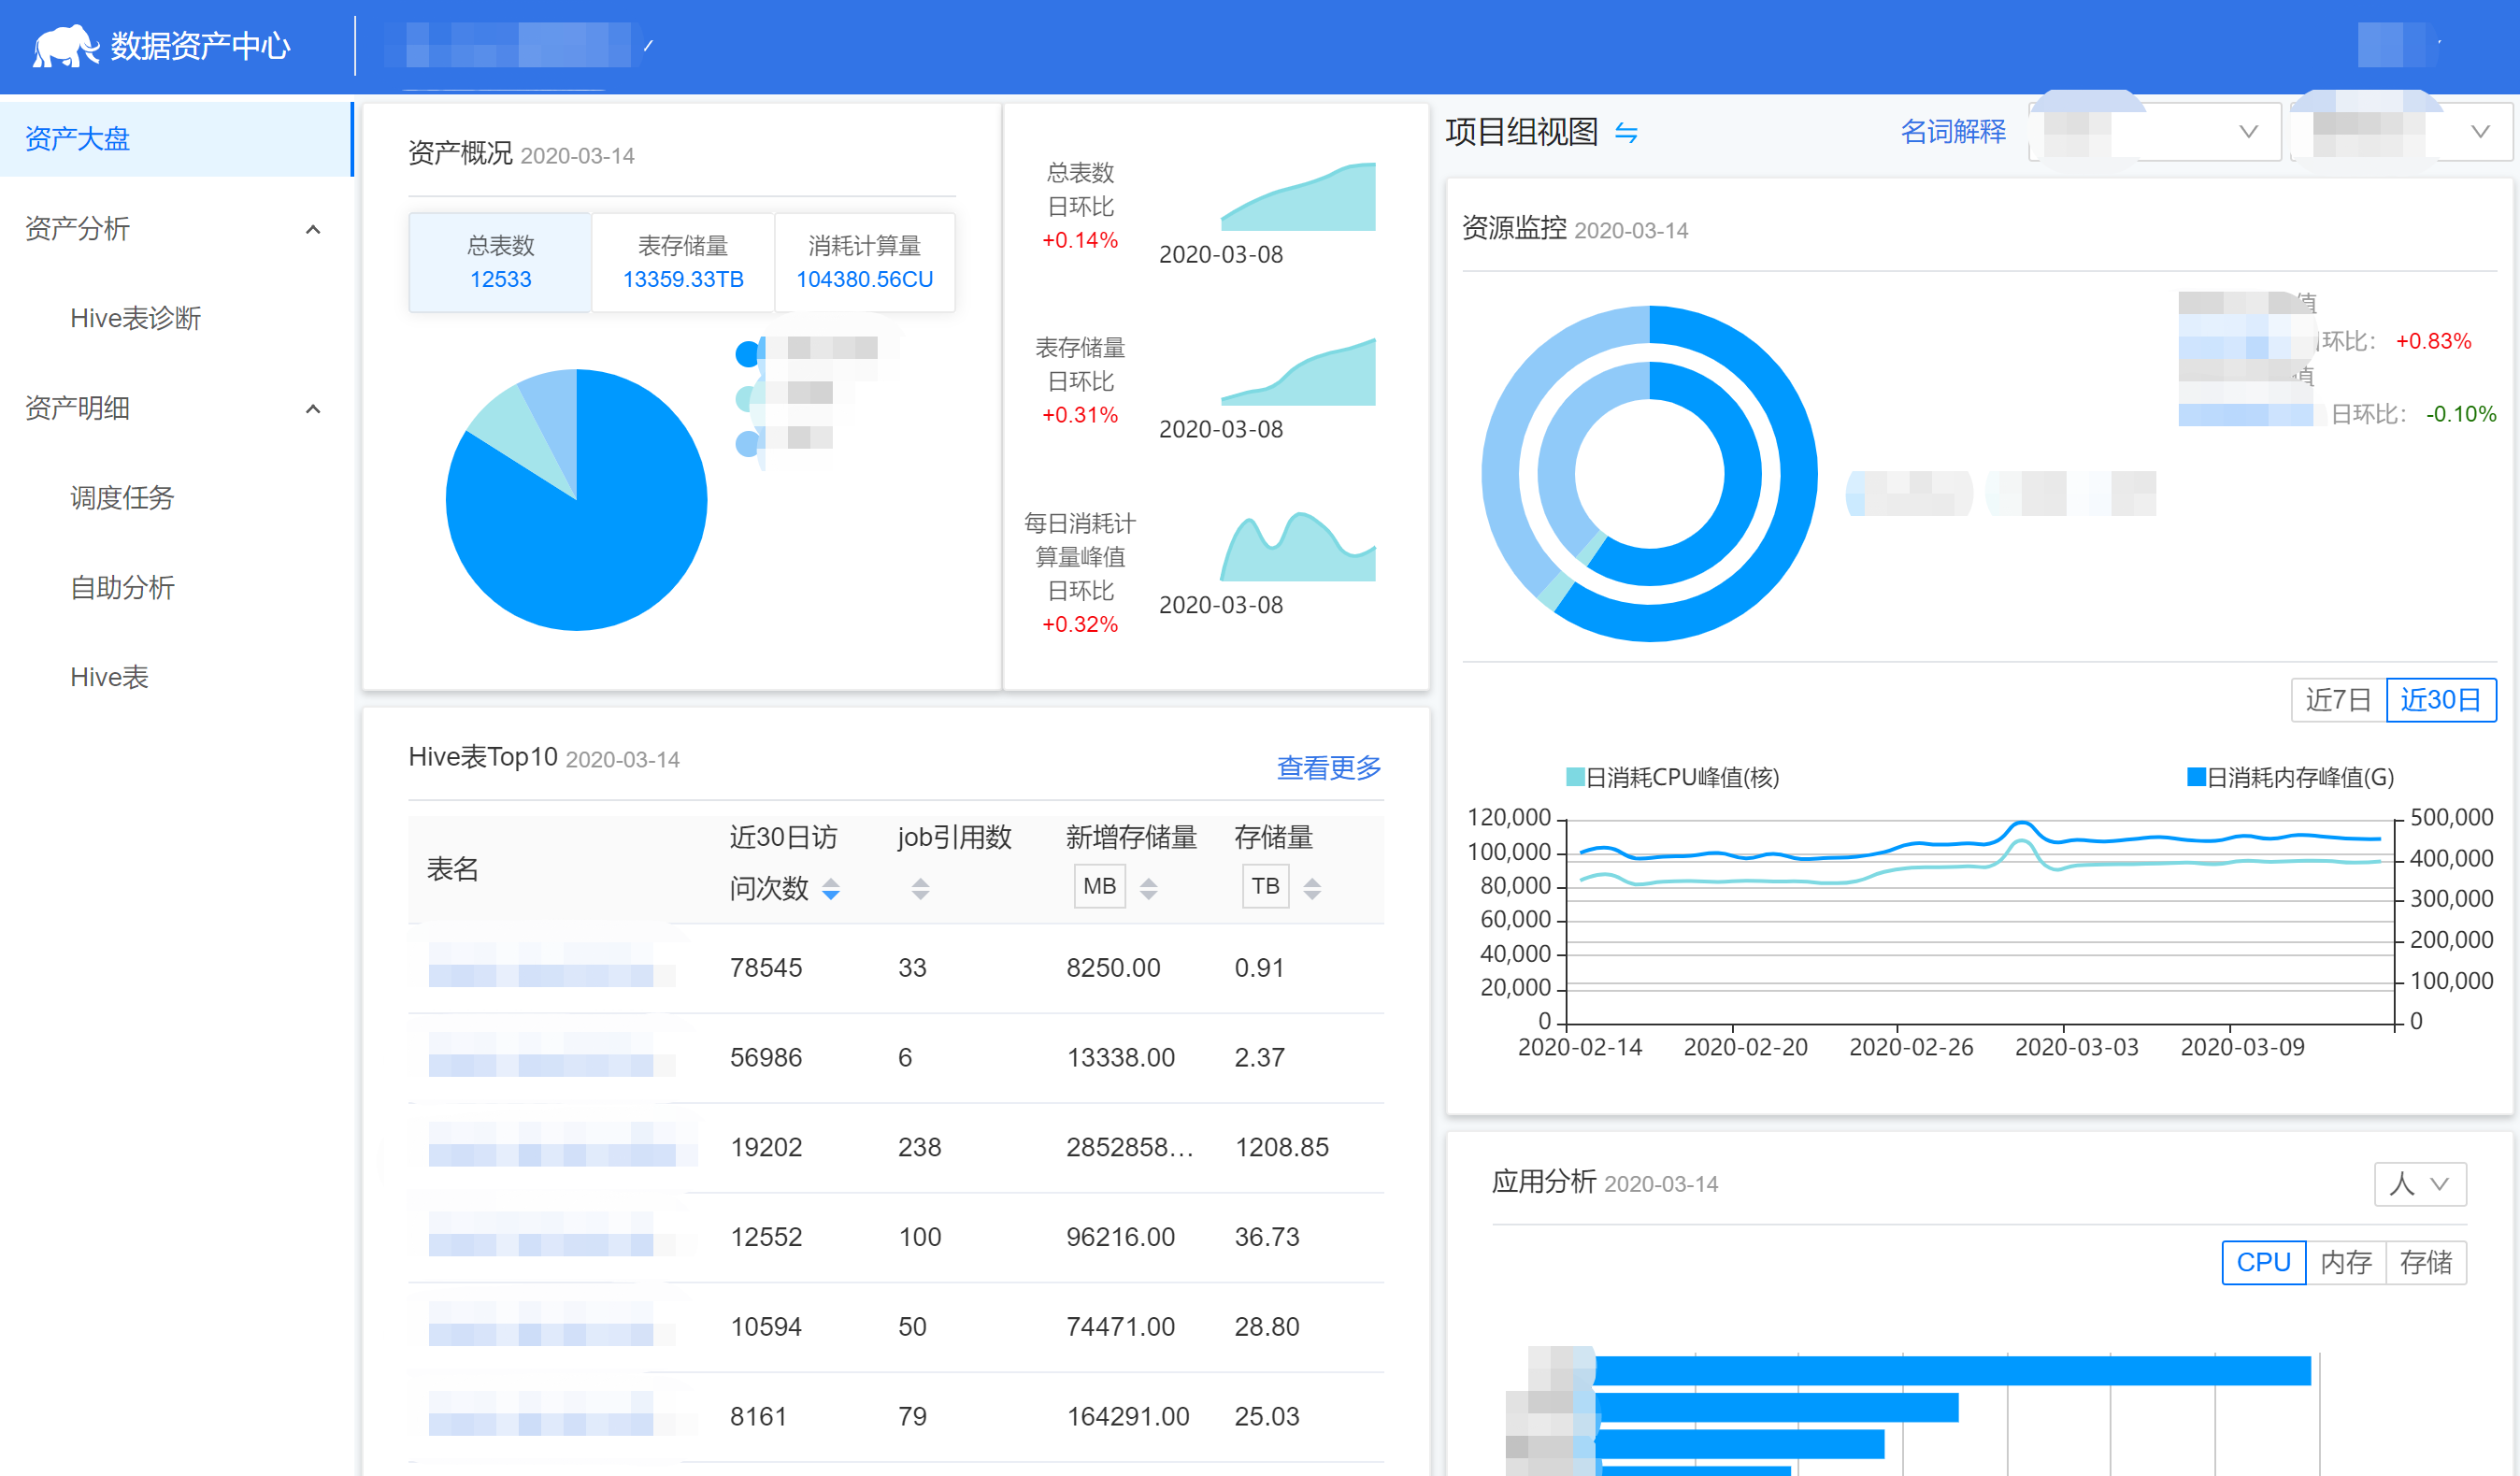 数据资产中心
资产大盘
资产分析
Hive表诊断
资产明细
调度任务
自助分析
Hive表
资产概况 2020-03-14
总表数
12533
表存储量
13359.33TB
消耗计算量
104380.56CU
总表数
日环比
+0.14%
2020-03-08
表存储量
日环比
+0.31%
2020-03-08
每日消耗计
算量峰值
日环比
+0.32%
2020-03-08
Hive表Top10 2020-03-14
查看更多
表名
近30日访
问次数
job引用数
新增存储量
MB
存储量
TB
78545 33 8250.00 0.91
56986 6 13338.00 2.37
19202 238 2852858... 1208.85
12552 100 96216.00 36.73
10594 50 74471.00 28.80
8161 79 164291.00 25.03
项目组视图
名词解释
资源监控 2020-03-14
值
环比： +0.83%
值
日环比： -0.10%
近7日 近30日
日消耗CPU峰值(核)
日消耗内存峰值(G)
120,000
100,000
80,000
60,000
40,000
20,000
0
500,000
400,000
300,000
200,000
100,000
0
2020-02-14 2020-02-20 2020-02-26 2020-03-03 2020-03-09
应用分析 2020-03-14
人
CPU 内存 存储